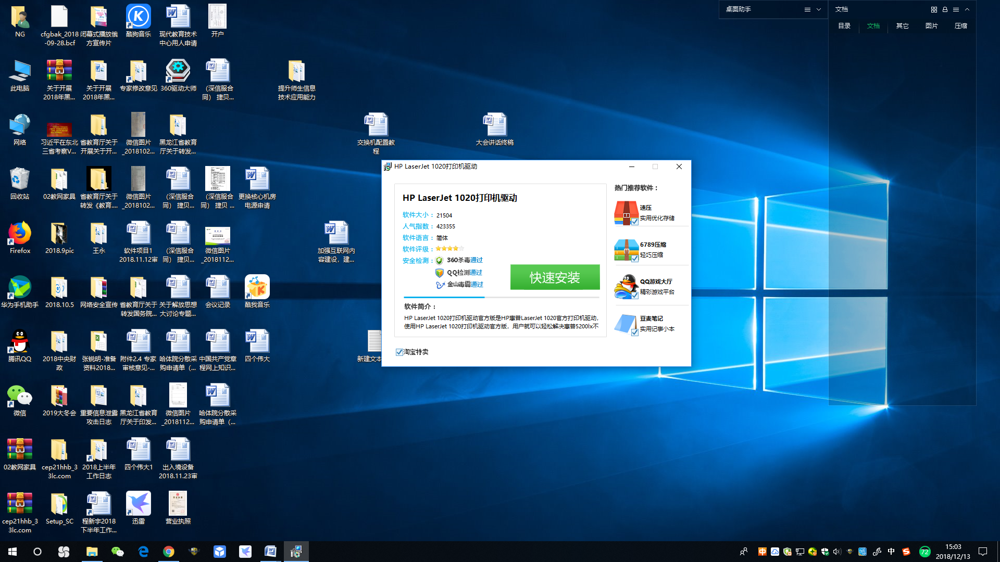 NG
cfgbak_2018
-09-28.bcf
闭幕式播放俄
方宣传片
酷狗音乐
现代教育技术
中心用人申请
开户
桌面助手
文档
目录
文档
其它
图片
压缩
此电脑
关于开展
2018年黑...
关于开展
2018年黑...
专家修改意见
360驱动大师
（深信服合
同） 捷贝...
提升师生信息
技术应用能力
网络
习近平在东北
三省考察V...
省教育厅关于
开展关于开...
微信图片
_2018102...
黑龙江省教育
厅关于转发...
交换机配置教
程
大会讲话终稿
回收站
02教网家具
省教育厅关于
转发《教育....
微信图片
_2018102...
（深信服合
同） 捷贝...
（深信服合
同） 捷贝 ...
更换核心机房
电源申请
Firefox
2018.9pic
王永
软件项目1
2018.11.12审
（深信服合
同） 捷贝...
微信图片
_2018112...
加强互联网内
容建设，建...
华为手机助手
2018.10.5
网络安全宣传
省教育厅关于
转发国务院...
关于解放思想
大讨论专题...
会议记录
酷我音乐
腾讯QQ
2018中央财
政
张锐明-准备
资料2018...
附件2.4 专家
审核意见-...
哈体院分散采
购申请单（...
中国共产党章
程网上知识...
四个伟大
新建文本
微信
2019大冬会
重要信息泄露
攻击日志
黑龙江省教育
厅关于印发...
微信图片
_2018112...
哈体院分散采
购申请单（...
02教网家具
cep21hhb_3
3lc.com
2018上半年
工作日志
四个伟大1
出入境设备
2018.11.23审
cep21hhb_3
3lc.com
Setup_SC
程新宇2018
下半年工作...
迅雷
营业执照
HP LaserJet 1020打印机驱动
HP LaserJet 1020打印机驱动
软件大小： 21504
人气指数： 423355
软件语言： 简体
软件评级：
安全检测： 360杀毒通过
QQ检测通过
金山毒霸通过
快速安装
软件简介：
HP LaserJet 1020打印机驱动官方版是HP惠普LaserJet 1020官方打印机驱动，
使用HP LaserJet 1020打印机驱动官方版，用户就可以轻松解决惠普5200lx不
淘宝特卖
热门推荐软件：
速压
实用优化存储
6789压缩
轻巧压缩
QQ游戏大厅
精彩游戏平台
豆麦笔记
实用记事小本
中
中
72
15:03
2018/12/13